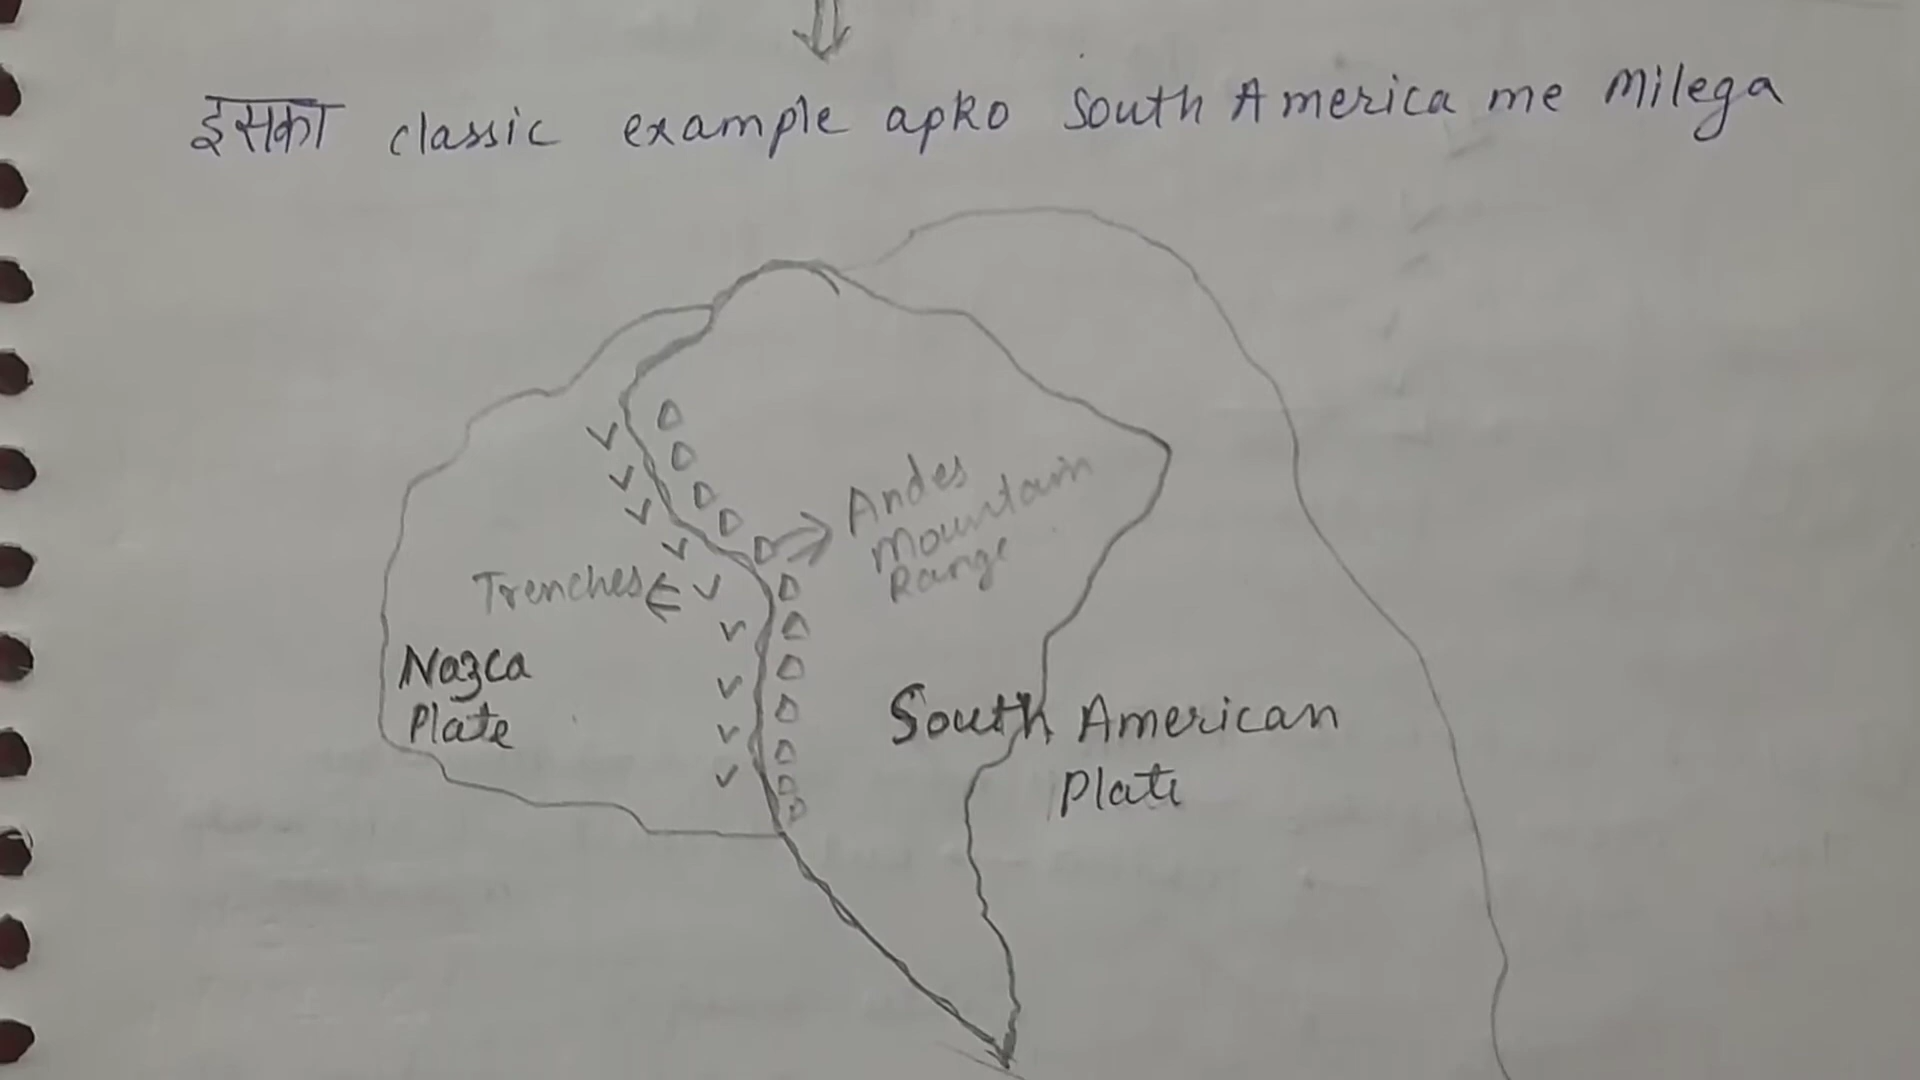 इसका classic example apko South America me milega
Andes
Mountain
Range
Trenches
Nazca
Plate
South American
Plate